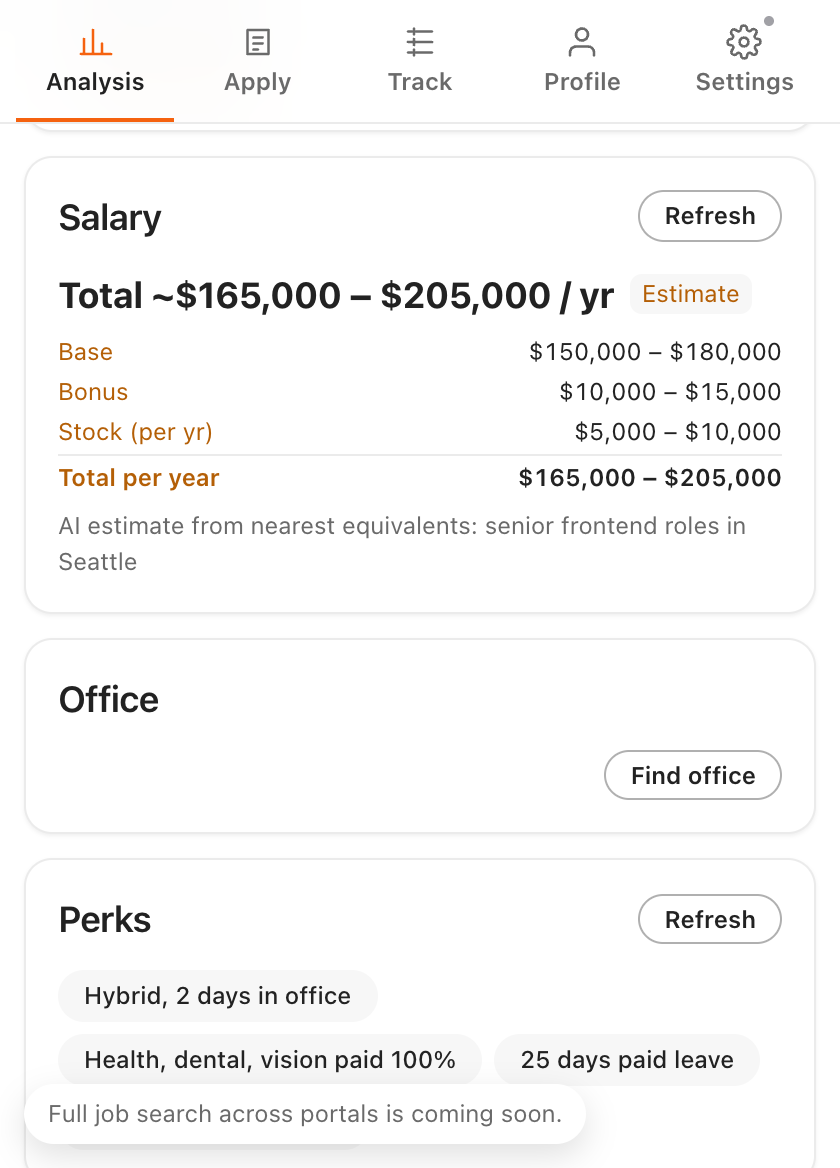 Analysis
Apply
Track
Profile
Settings
Salary
Refresh
Total ~$165,000 – $205,000 / yr
Estimate
Base
$150,000 – $180,000
Bonus
$10,000 – $15,000
Stock (per yr)
$5,000 – $10,000
Total per year
$165,000 – $205,000
AI estimate from nearest equivalents: senior frontend roles in
Seattle
Office
Find office
Perks
Refresh
Hybrid, 2 days in office
Health, dental, vision paid 100%
25 days paid leave
Full job search across portals is coming soon.